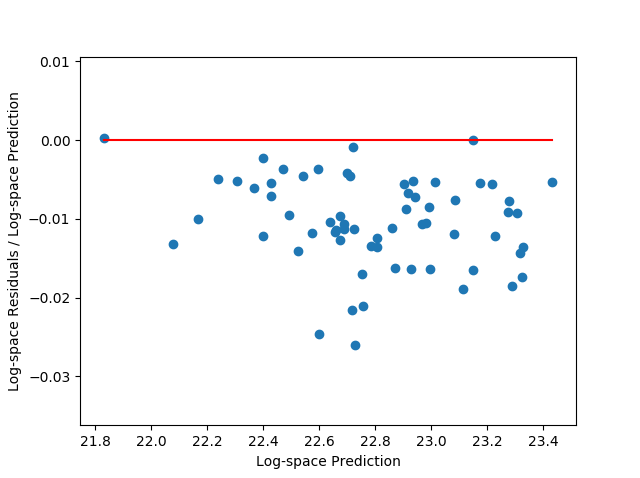 0.01
0.00
−0.01
−0.02
−0.03
Log-space Residuals / Log-space Prediction
21.8 22.0 22.2 22.4 22.6 22.8 23.0 23.2 23.4
Log-space Prediction